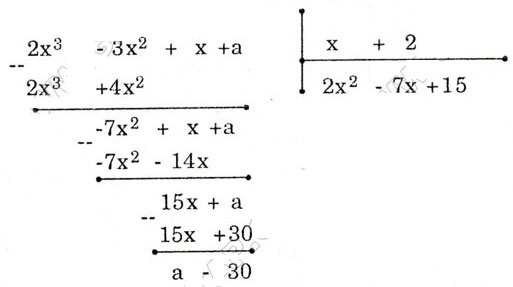 2x³ - 3x² + x +a
x + 2
-- 2x³ +4x²
2x² - 7x +15
-7x² + x +a
-- -7x² - 14x
15x + a
-- 15x +30
a - 30